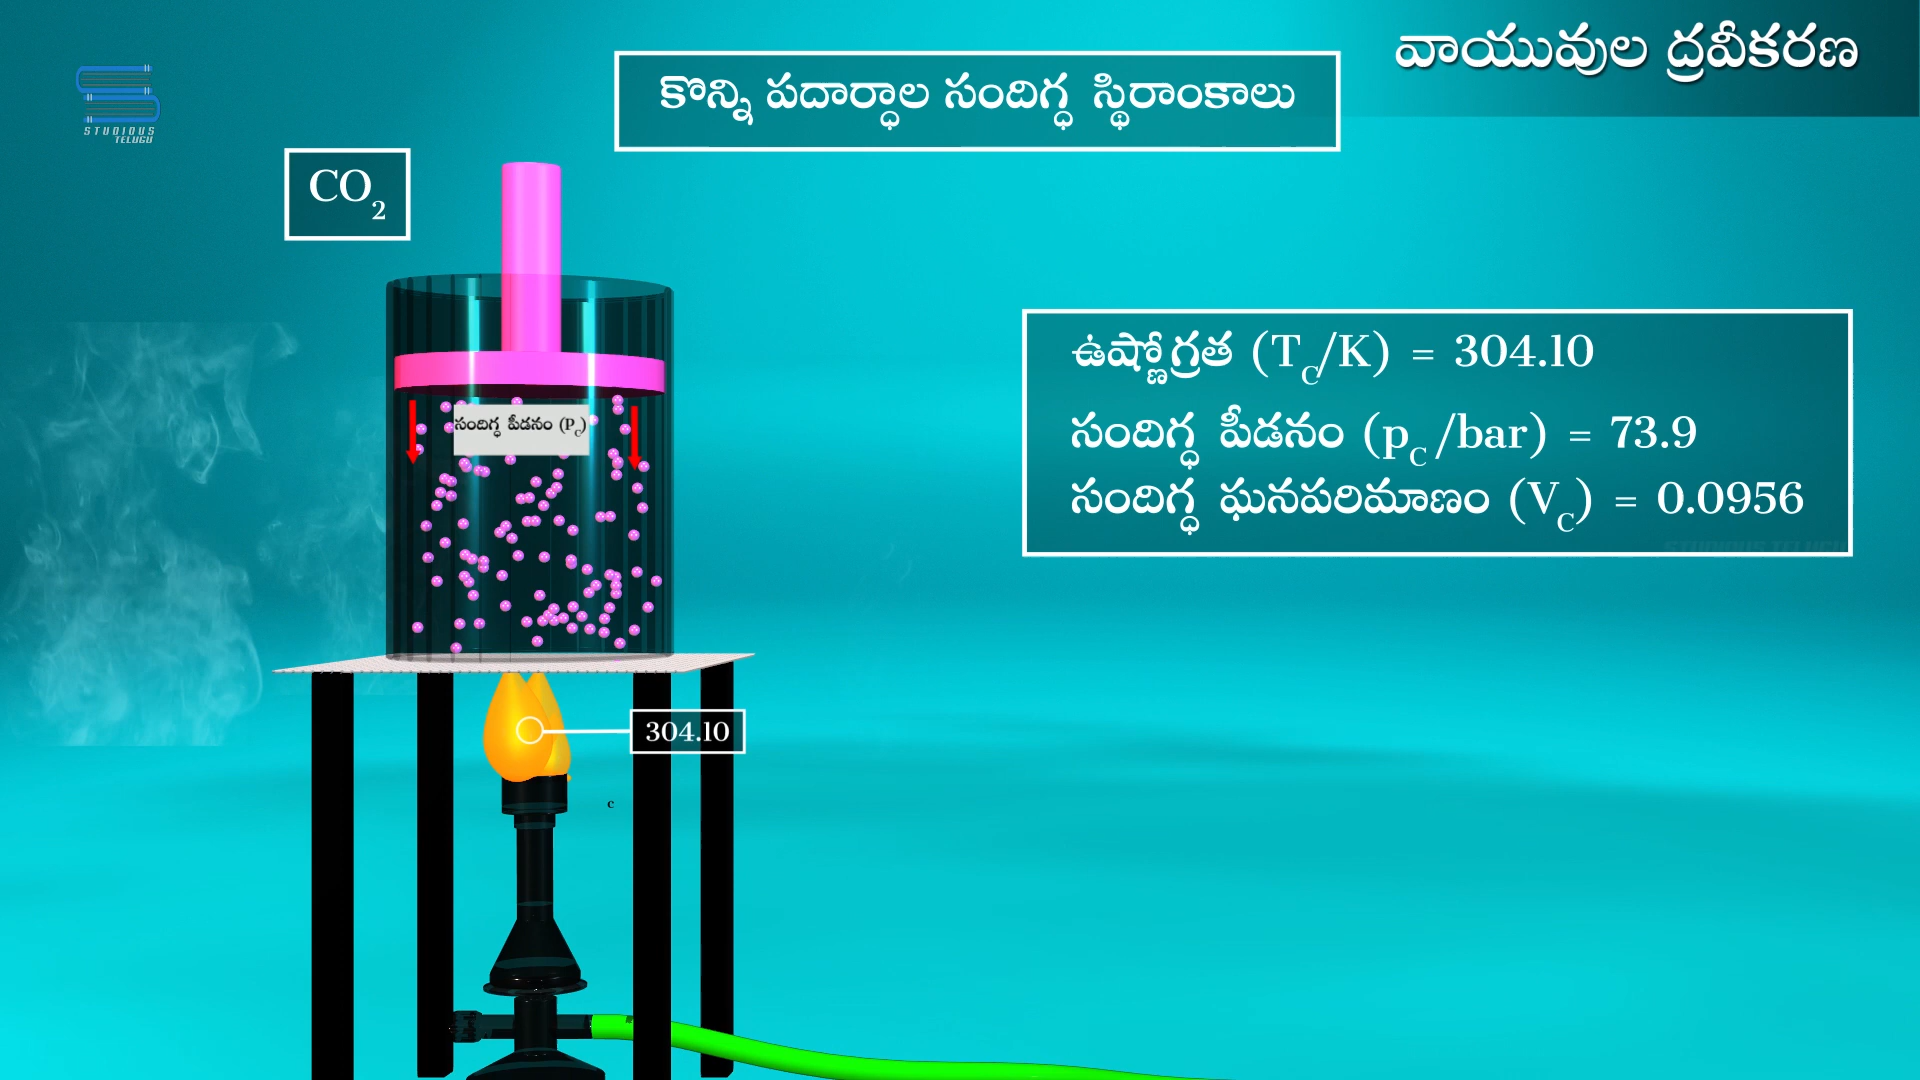 వాయువుల ద్రవీకరణ
STUDIOUS
TELUGU
కొన్ని పదార్థాల సందిగ్ధ స్థిరాంకాలు
CO2
ఉష్ణోగ్రత (TC/K) = 304.10
సందిగ్ధ పీడనం (pC /bar) = 73.9
సందిగ్ధ ఘనపరిమాణం (VC) = 0.0956
సందిగ్ధ పీడనం (PC)
304.10
c